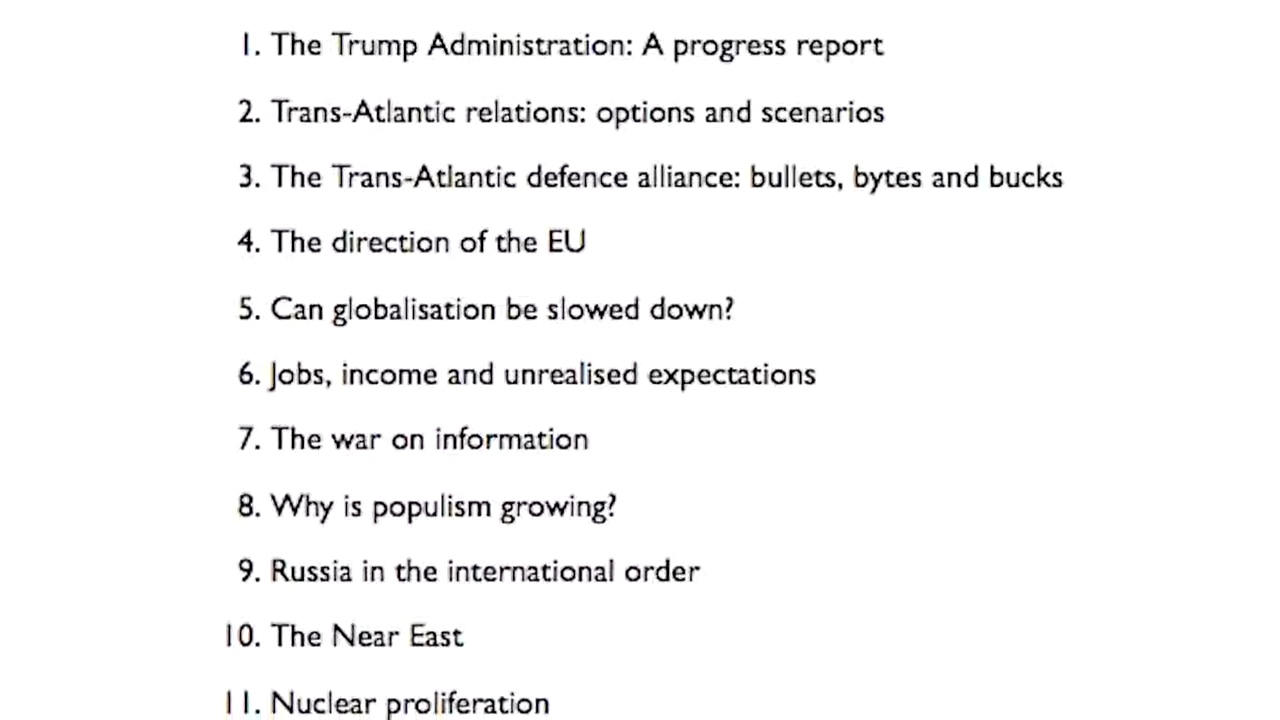 1. The Trump Administration: A progress report
2. Trans-Atlantic relations: options and scenarios
3. The Trans-Atlantic defence alliance: bullets, bytes and bucks
4. The direction of the EU
5. Can globalisation be slowed down?
6. Jobs, income and unrealised expectations
7. The war on information
8. Why is populism growing?
9. Russia in the international order
10. The Near East
11. Nuclear proliferation